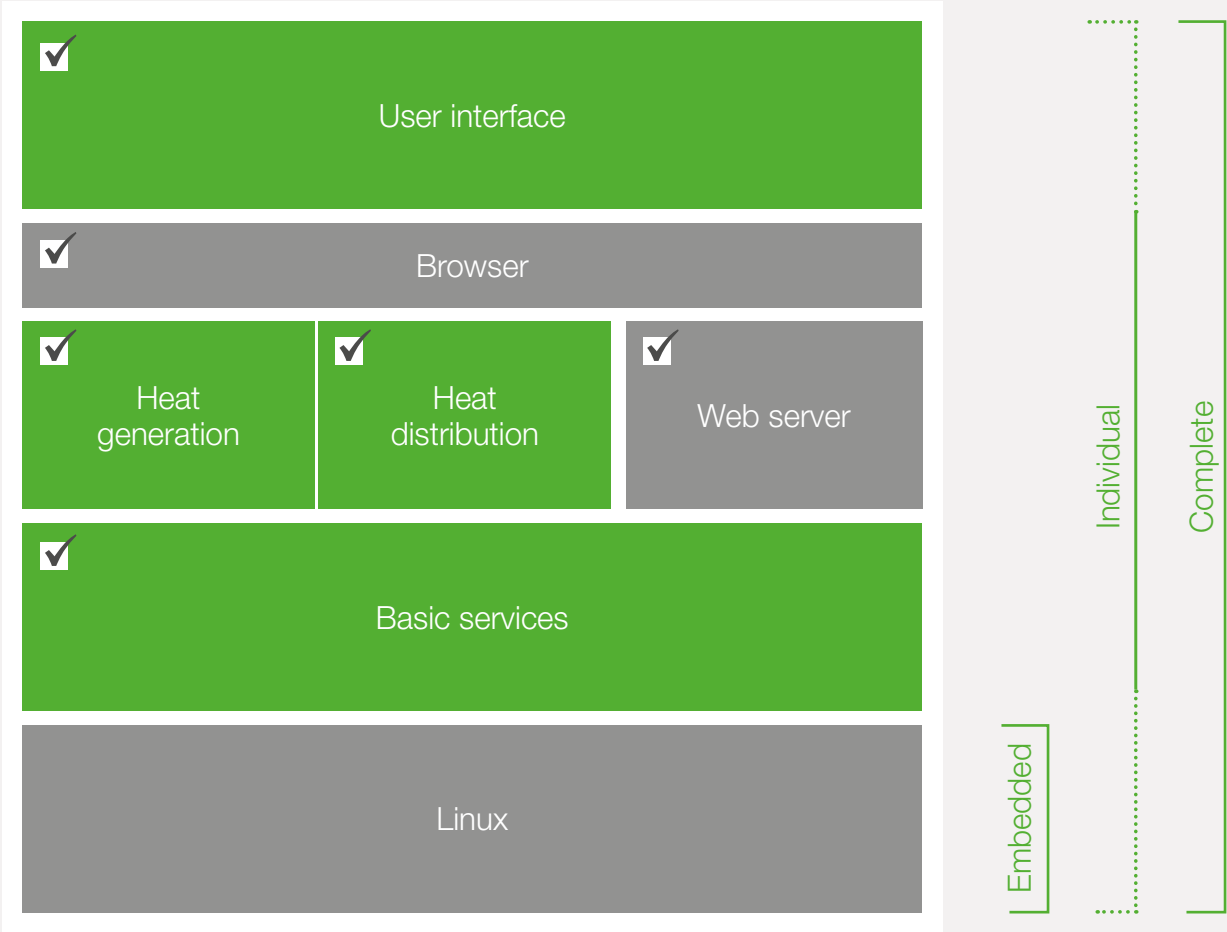 User interface
Browser
Heat
generation
Heat
distribution
Web server
Basic services
Linux
Embedded
Individual
Complete